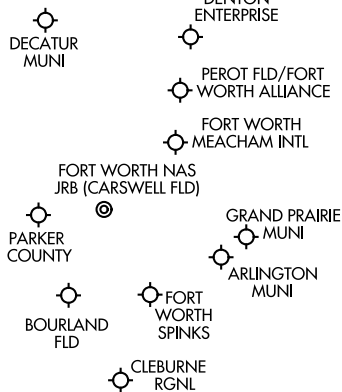 DENTON
ENTERPRISE
DECATUR
MUNI
PEROT FLD/FORT
WORTH ALLIANCE
FORT WORTH
MEACHAM INTL
FORT WORTH NAS
JRB (CARSWELL FLD)
GRAND PRAIRIE
MUNI
PARKER
COUNTY
ARLINGTON
MUNI
FORT
WORTH
SPINKS
BOURLAND
FLD
CLEBURNE
RGNL